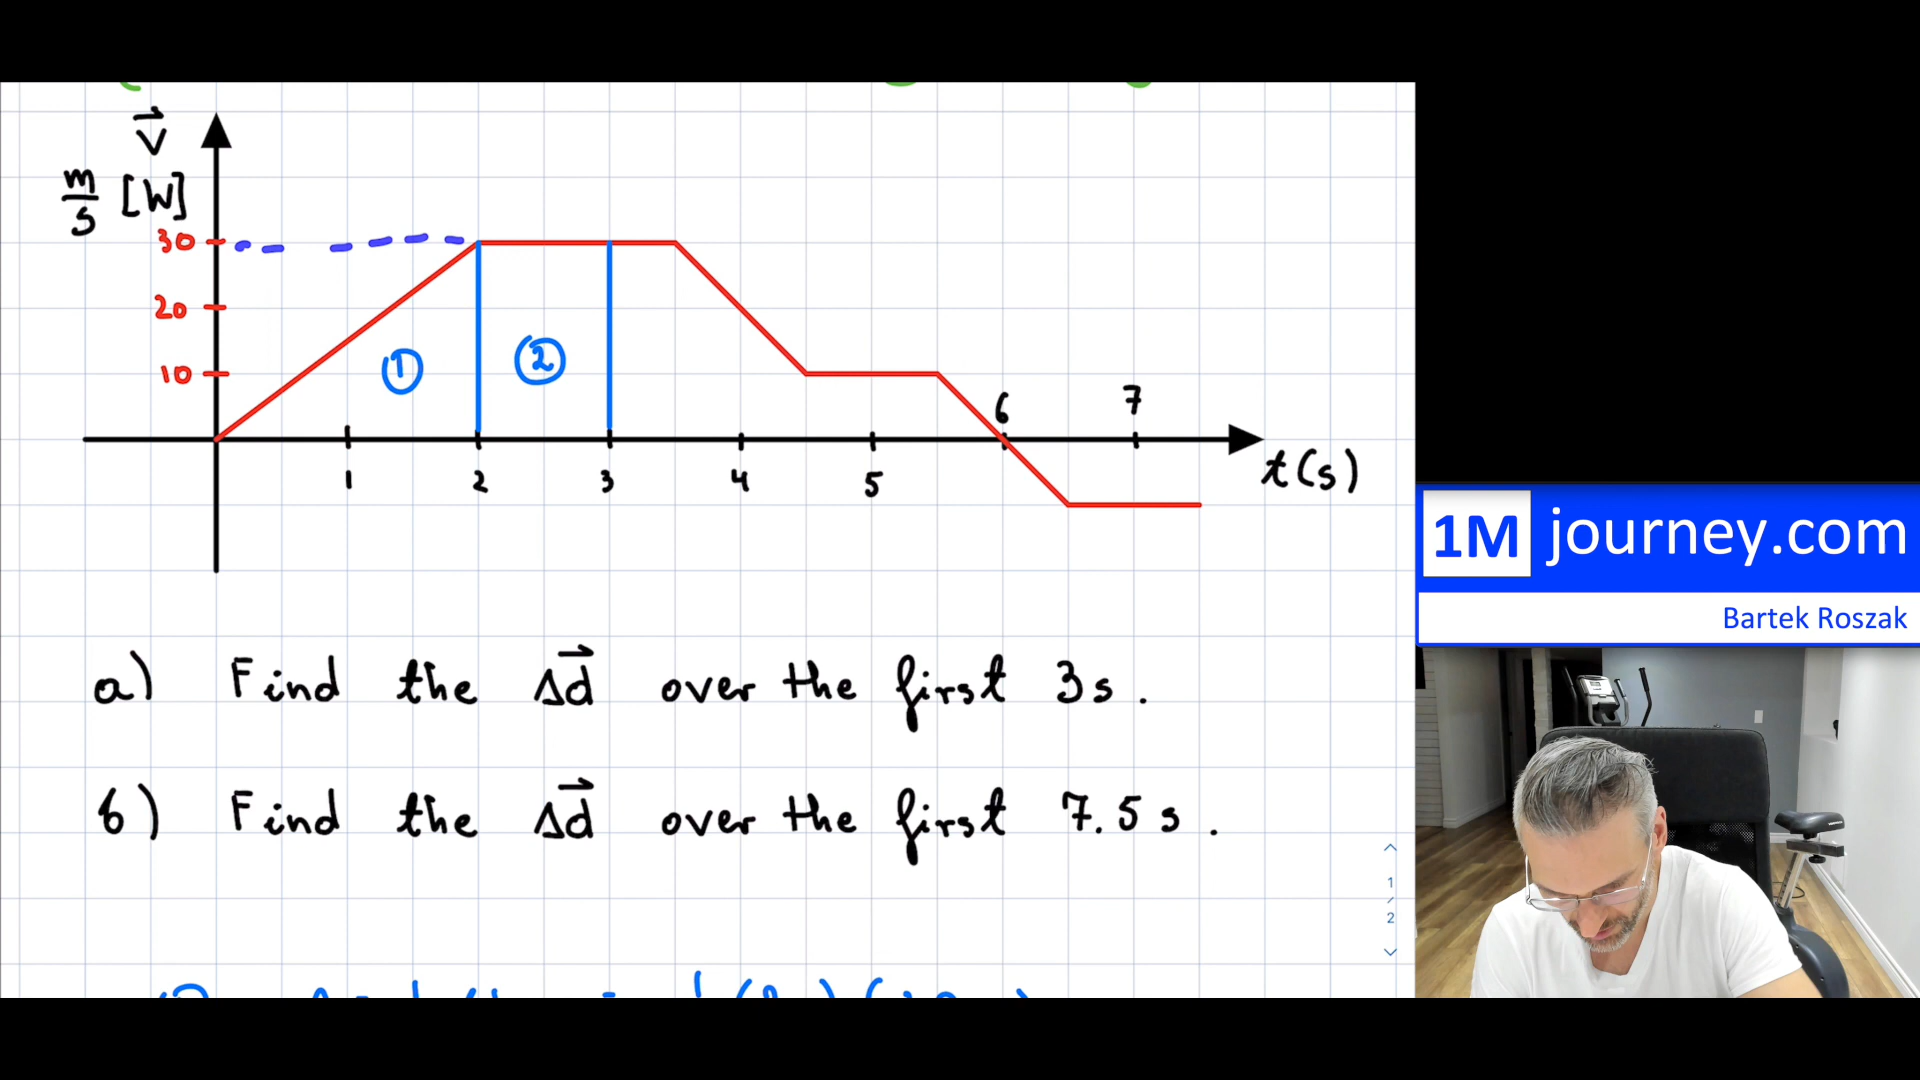 v
m/s [W]
30
20
10
① ②
6 7
1 2 3 4 5
t(s)
a) Find the Δd over the first 3s.
b) Find the Δd over the first 7.5s.
1M journey.com
Bartek Roszak
1
/
2